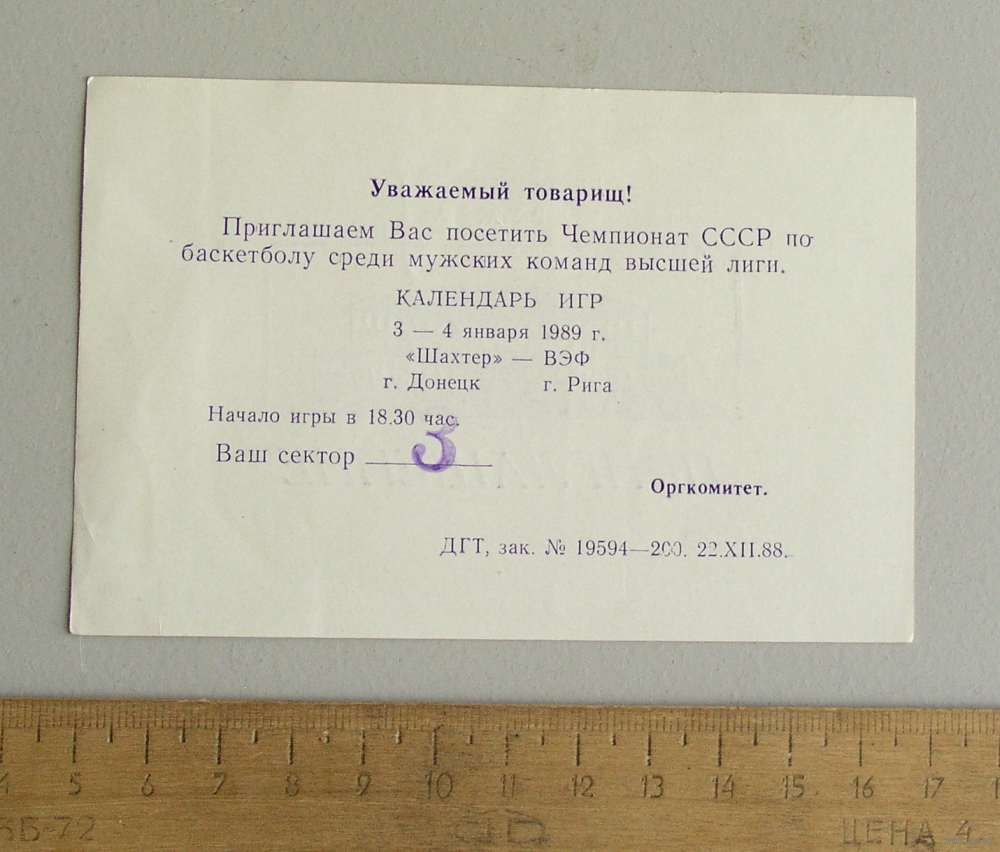 Уважаемый товарищ!
Приглашаем Вас посетить Чемпионат СССР по
баскетболу среди мужских команд высшей лиги.
КАЛЕНДАРЬ ИГР
3 — 4 января 1989 г.
«Шахтер» — ВЭФ
г. Донецк г. Рига
Начало игры в 18.30 час.
Ваш сектор 3
Оргкомитет.
ДГТ, зак. № 19594—200. 22.XII.88.
4 5 6 7 8 9 10 11 12 13 14 15 16 17
ЦЕНА 4